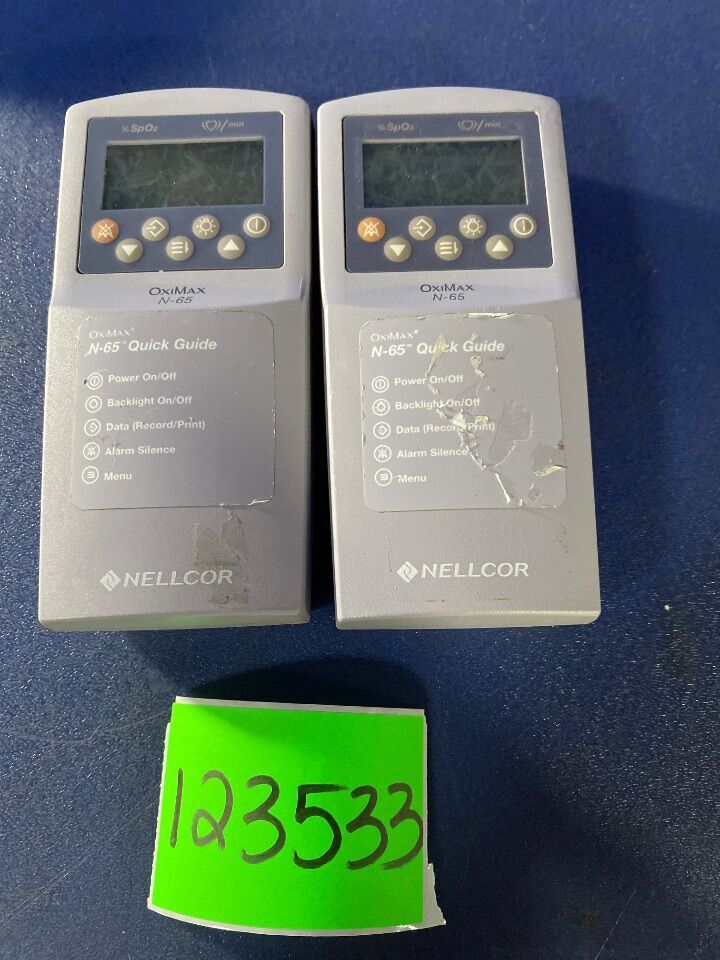 %SpO₂ ♡/min
OXIMAX
N-65
OXIMAX®
N-65™ Quick Guide
Power On/Off
Backlight On/Off
Data (Record/Print)
Alarm Silence
Menu
NELLCOR
%SpO₂ ♡/min
OXIMAX
N-65
OXIMAX®
N-65™ Quick Guide
Power On/Off
Backlight On/Off
Data (Record/Print)
Alarm Silence
Menu
NELLCOR
123533